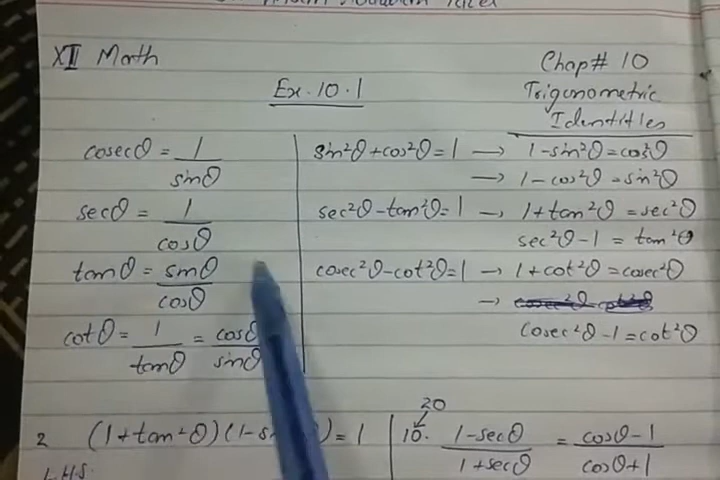 XII Math
Chap# 10
Ex. 10.1
Trigonometric
Identities
cosecθ = 1/sinθ
secθ = 1/cosθ
tanθ = sinθ/cosθ
cotθ = 1/tanθ = cosθ/sinθ
sin²θ + cos²θ = 1 → 1 - sin²θ = cos²θ
→ 1 - cos²θ = sin²θ
sec²θ - tan²θ = 1 → 1 + tan²θ = sec²θ
sec²θ - 1 = tan²θ
cosec²θ - cot²θ = 1 → 1 + cot²θ = cosec²θ
→
cosec²θ - 1 = cot²θ
2 (1 + tan²θ)(1 - s θ) = 1
L.H.S.
20
10. 1-secθ/1+secθ = cosθ-1/cosθ+1